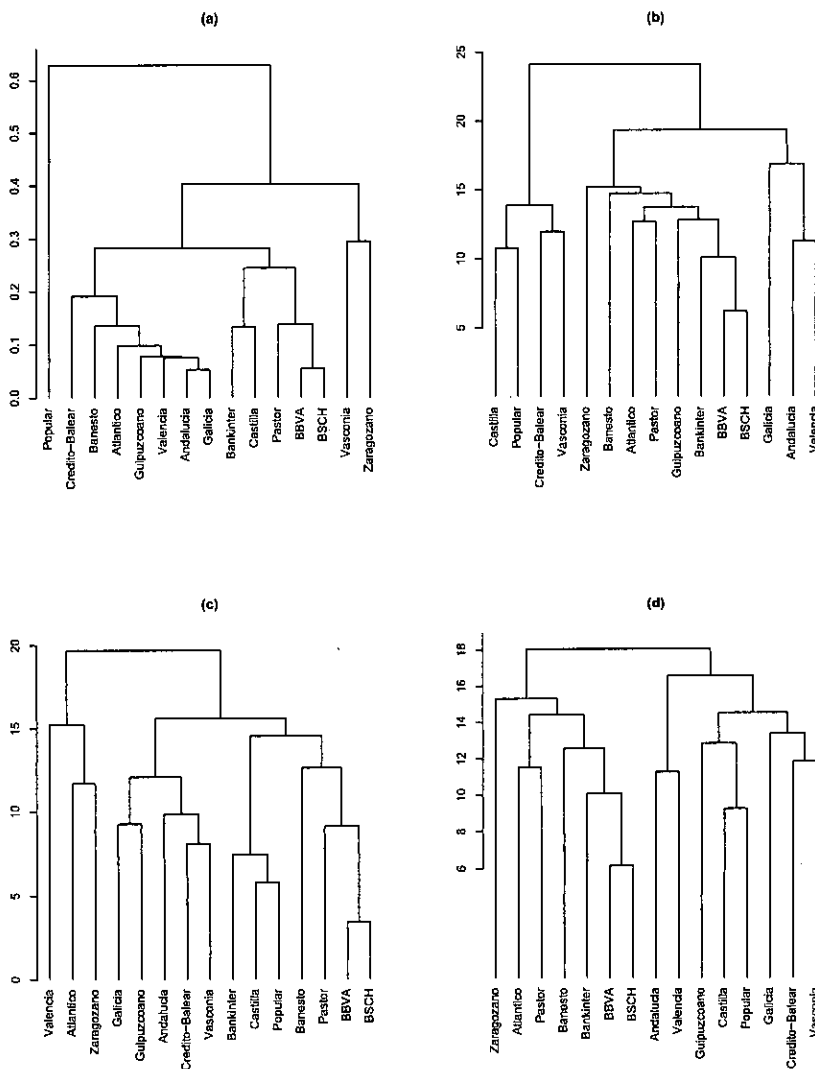 (a)
0.6
0.5
0.4
0.3
0.2
0.1
0.0
Popular
Credito-Balear
Banesto
Atlantico
Guipuzcoano
Valencia
Andalucia
Galicia
Bankinter
Castilla
Pastor
BBVA
BSCH
Vasconia
Zaragozano
(b)
25
20
15
10
5
Castilla
Popular
Credito-Balear
Vasconia
Zaragozano
Banesto
Atlantico
Pastor
Guipuzcoano
Bankinter
BBVA
BSCH
Galicia
Andalucia
Valencia
(c)
20
15
10
5
0
Valencia
Atlantico
Zaragozano
Galicia
Guipuzcoano
Andalucia
Credito-Balear
Vasconia
Bankinter
Castilla
Popular
Banesto
Pastor
BBVA
BSCH
(d)
18
16
14
12
10
8
6
Zaragozano
Atlantico
Pastor
Banesto
Bankinter
BBVA
BSCH
Andalucia
Valencia
Guipuzcoano
Castilla
Popular
Galicia
Credito-Balear
Vasconia